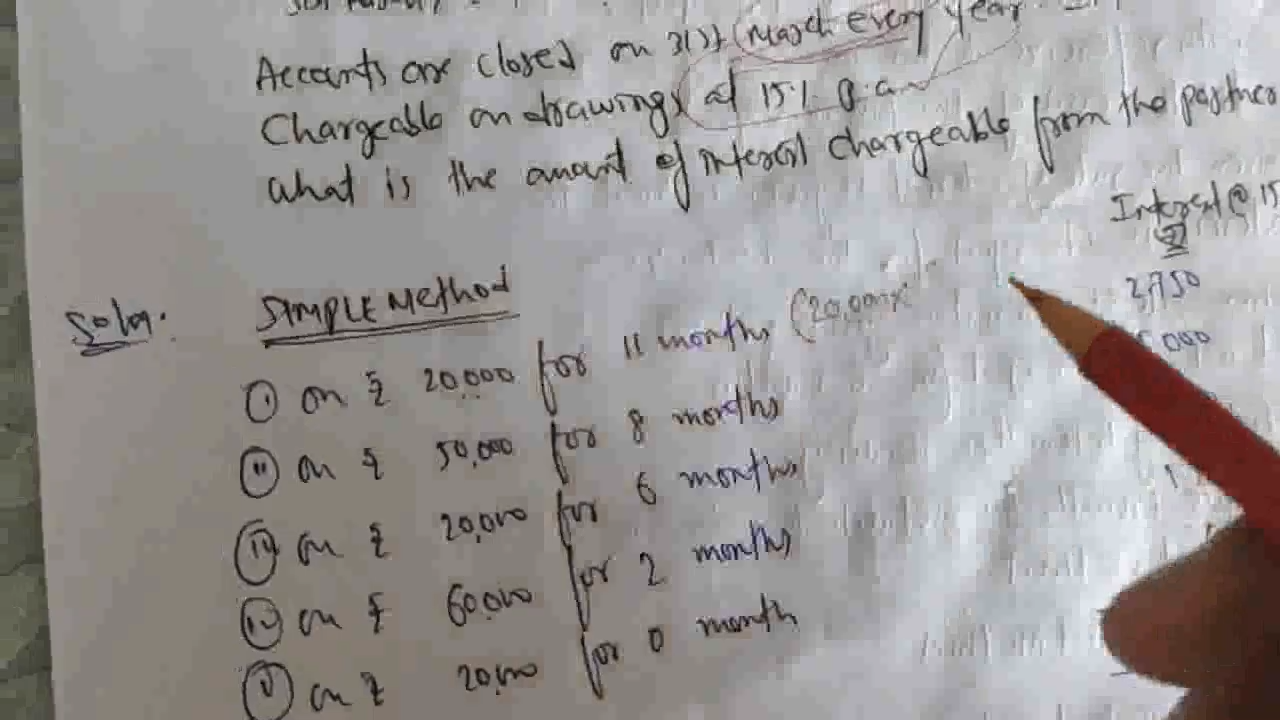 Accounts are closed on 31st March every year
Chargeable on drawings at 15% p.a
What is the amount of interest chargeable from the partner
Interest @ 15
Soln.
SIMPLE Method
(i) on ₹ 20,000 for 11 months (20,000x
(ii) on ₹ 50,000 for 8 months
,000
(iii) on ₹ 20,000 for 6 months
(iv) on ₹ 60,000 for 2 months
(v) on ₹ 20,000 for 0 month